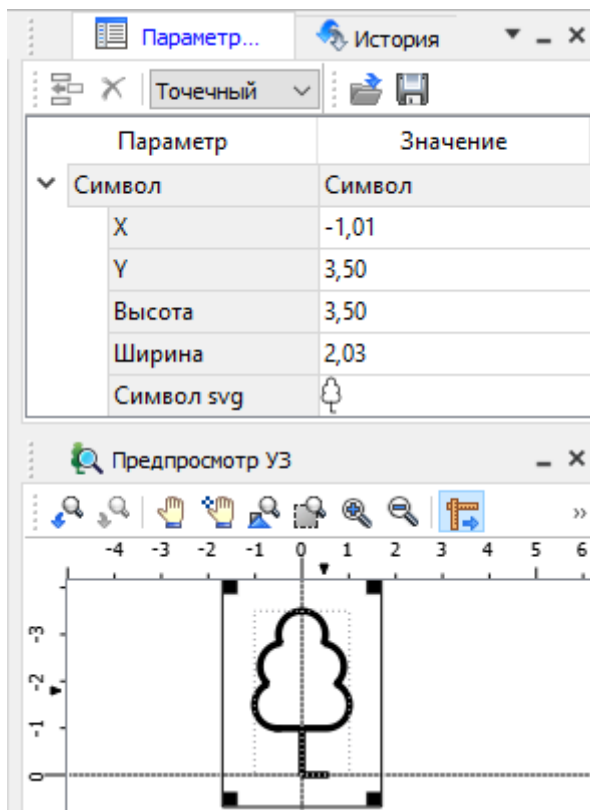 Параметр...
История
Точечный
Параметр Значение
Символ Символ
X -1,01
Y 3,50
Высота 3,50
Ширина 2,03
Символ svg
Предпросмотр УЗ
»
-4 -3 -2 -1 0 1 2 3 4 5 6
-3
-2
-1
0